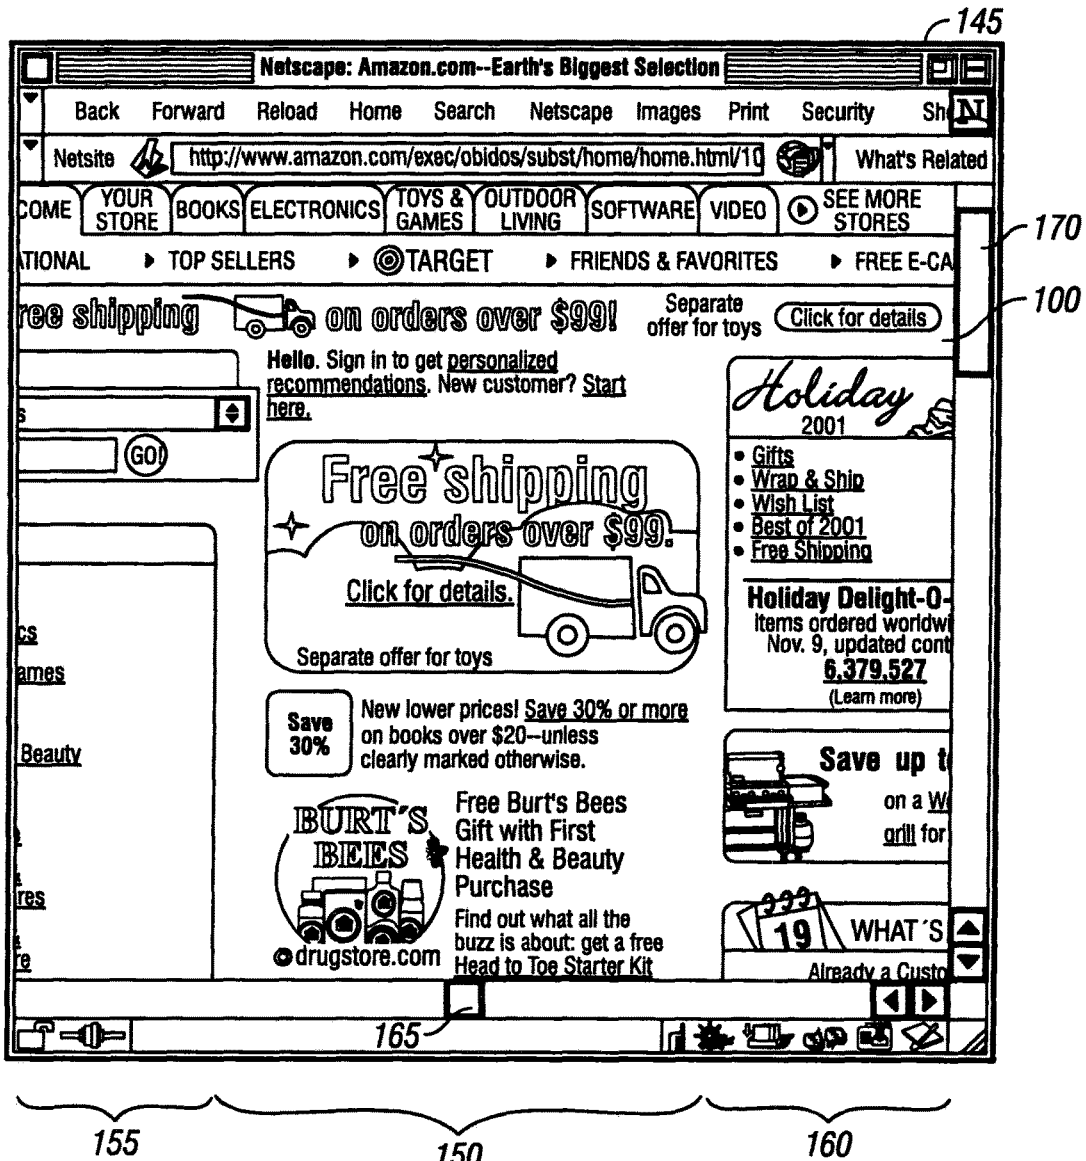 145
Netscape: Amazon.com--Earth's Biggest Selection
Back Forward Reload Home Search Netscape Images Print Security Sh N
Netsite http://www.amazon.com/exec/obidos/subst/home/home.html/10 What's Related
COME YOUR STORE BOOKS ELECTRONICS TOYS & GAMES OUTDOOR LIVING SOFTWARE VIDEO SEE MORE STORES
170
ATIONAL TOP SELLERS TARGET FRIENDS & FAVORITES FREE E-CA
100
ree shipping on orders over $99! Separate offer for toys Click for details
Hello. Sign in to get personalized
recommendations. New customer? Start
here.
s
GO!
Holiday
2001
• Gifts
• Wrap & Ship
• Wish List
• Best of 2001
• Free Shipping
Free shipping
on orders over $99.
Click for details.
Separate offer for toys
Holiday Delight-O-
Items ordered worldwi
Nov. 9, updated cont
6,379,527
(Learn more)
cs
ames
Beauty
res
re
Save
30%
New lower prices! Save 30% or more
on books over $20--unless
clearly marked otherwise.
Save up to
on a We
grill for
BURT'S
BEES
drugstore.com
Free Burt's Bees
Gift with First
Health & Beauty
Purchase
Find out what all the
buzz is about: get a free
Head to Toe Starter Kit
19
WHAT'S
Already a Custo
165
155
150
160